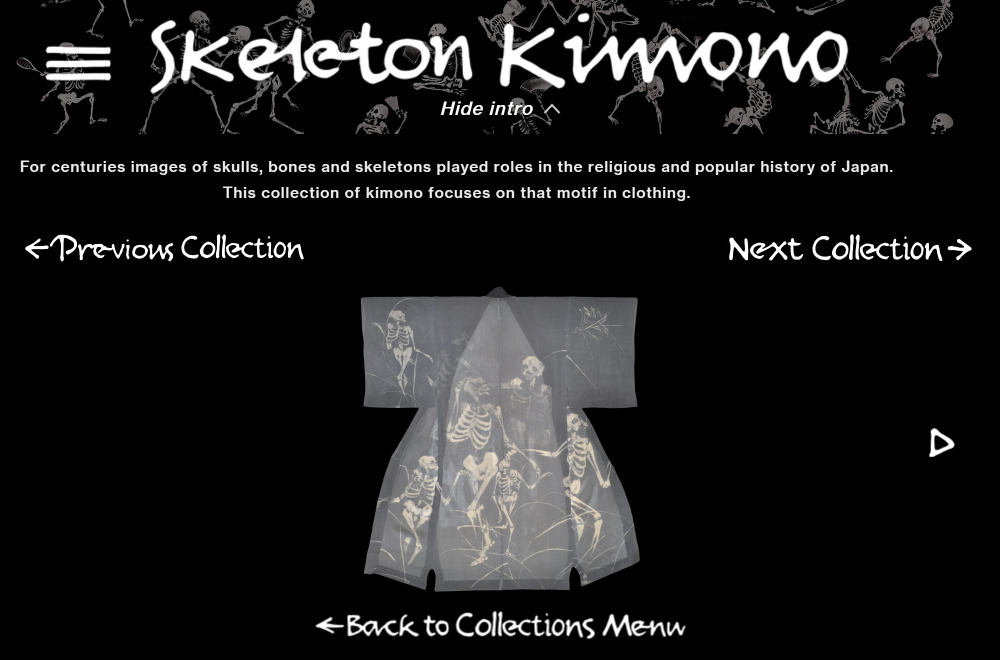 Skeleton Kimono
Hide intro
For centuries images of skulls, bones and skeletons played roles in the religious and popular history of Japan.
This collection of kimono focuses on that motif in clothing.
←Previous Collection
Next Collection→
←Back to Collections Menu